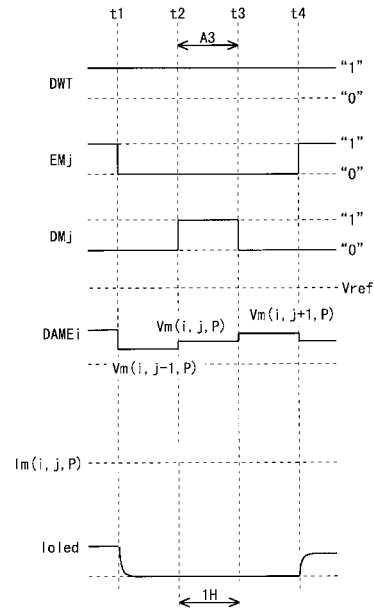 t1 t2 t3 t4
A3
DWT
“1”
“0”
EMj
“1”
“0”
DMj
“1”
“0”
Vref
DAMEi
Vm(i,j-1,P)
Vm(i,j,P)
Vm(i,j+1,P)
Im(i,j,P)
Ioled
1H